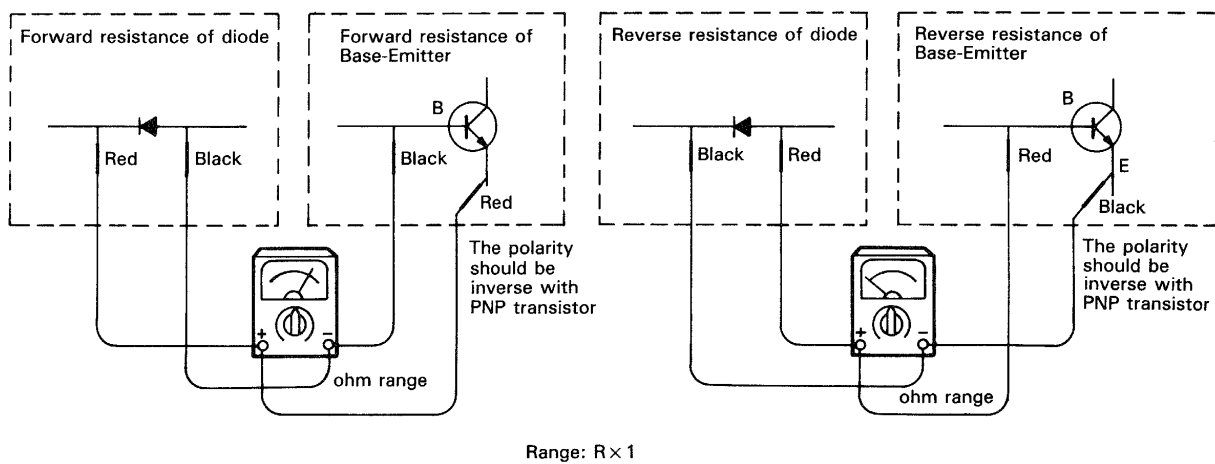 Forward resistance of diode
Red
Black
Forward resistance of
Base-Emitter
B
Black
Red
The polarity
should be
inverse with
PNP transistor
+
−
ohm range
Reverse resistance of diode
Black
Red
Reverse resistance of
Base-Emitter
B
Red
E
Black
The polarity
should be
inverse with
PNP transistor
+
−
ohm range
Range: R×1